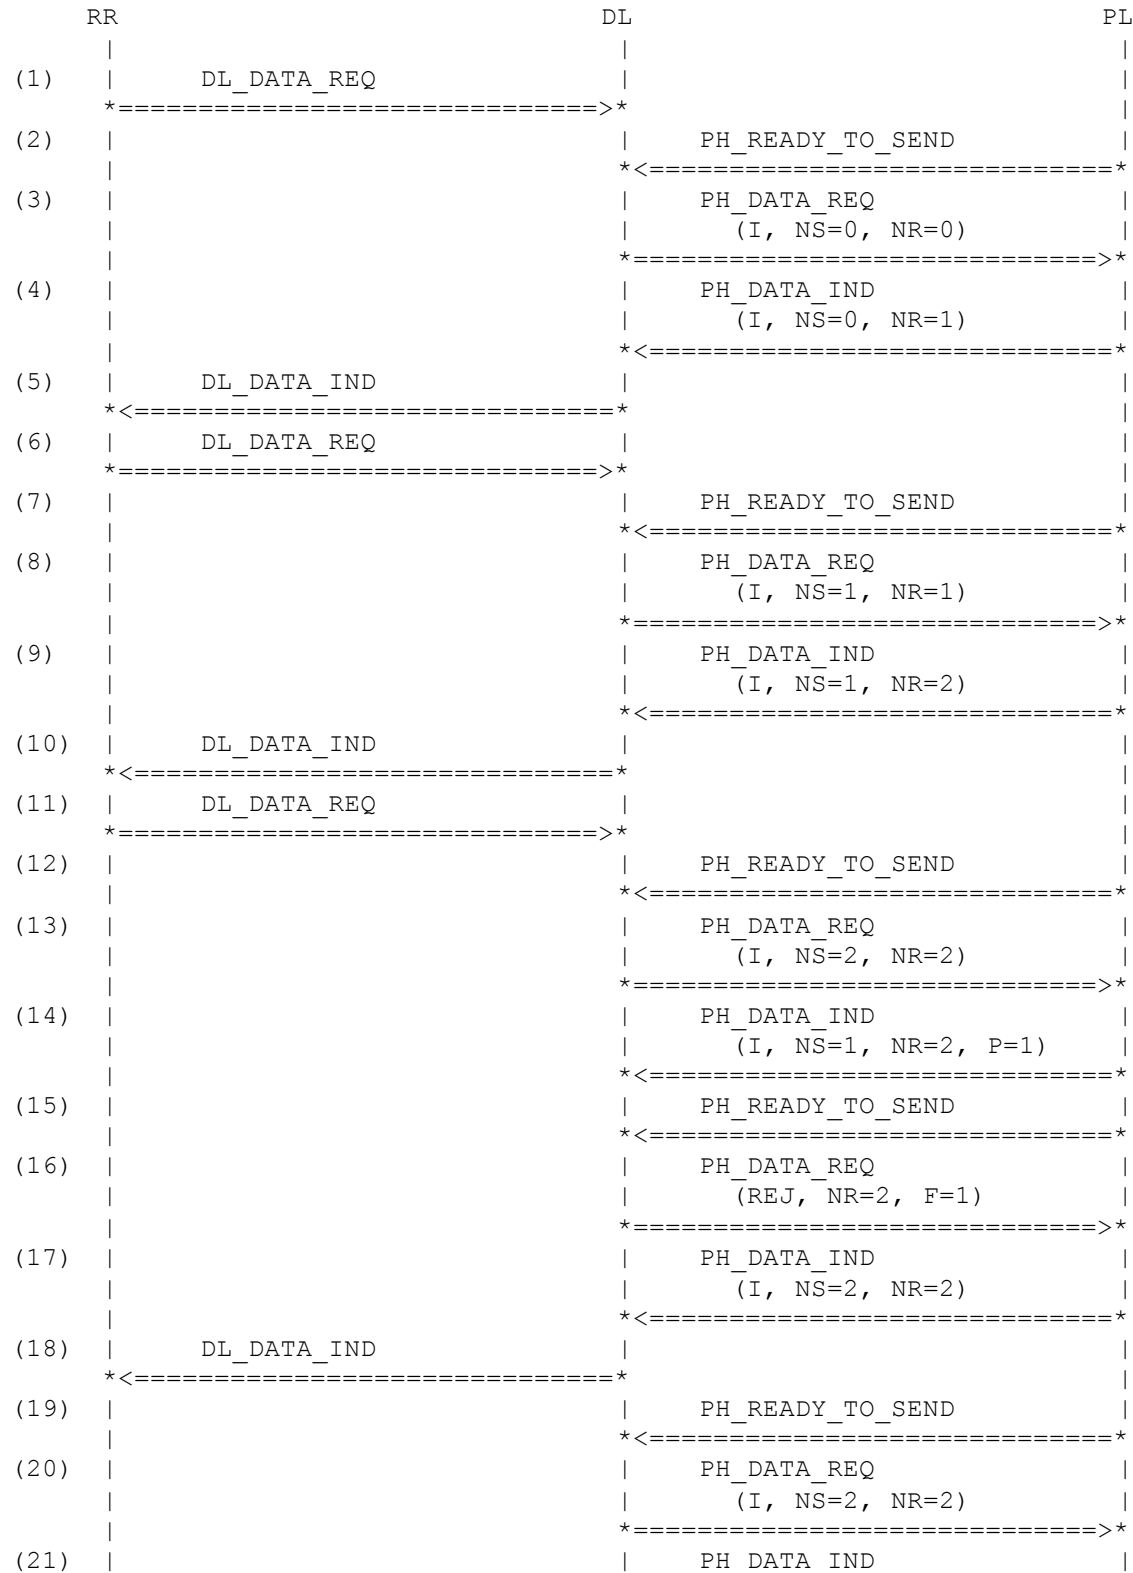 RR DL PL
| | |
(1) | DL_DATA_REQ | |
*==============================>* |
(2) | | PH_READY_TO_SEND |
| *<=============================*
(3) | | PH_DATA_REQ |
| | (I, NS=0, NR=0) |
| *=============================>*
(4) | | PH_DATA_IND |
| | (I, NS=0, NR=1) |
| *<=============================*
(5) | DL_DATA_IND | |
*<==============================* |
(6) | DL_DATA_REQ | |
*==============================>* |
(7) | | PH_READY_TO_SEND |
| *<=============================*
(8) | | PH_DATA_REQ |
| | (I, NS=1, NR=1) |
| *=============================>*
(9) | | PH_DATA_IND |
| | (I, NS=1, NR=2) |
| *<=============================*
(10) | DL_DATA_IND | |
*<==============================* |
(11) | DL_DATA_REQ | |
*==============================>* |
(12) | | PH_READY_TO_SEND |
| *<=============================*
(13) | | PH_DATA_REQ |
| | (I, NS=2, NR=2) |
| *=============================>*
(14) | | PH_DATA_IND |
| | (I, NS=1, NR=2, P=1) |
| *<=============================*
(15) | | PH_READY_TO_SEND |
| *<=============================*
(16) | | PH_DATA_REQ |
| | (REJ, NR=2, F=1) |
| *=============================>*
(17) | | PH_DATA_IND |
| | (I, NS=2, NR=2) |
| *<=============================*
(18) | DL_DATA_IND | |
*<==============================* |
(19) | | PH_READY_TO_SEND |
| *<=============================*
(20) | | PH_DATA_REQ |
| | (I, NS=2, NR=2) |
| *=============================>*
(21) | | PH DATA IND |